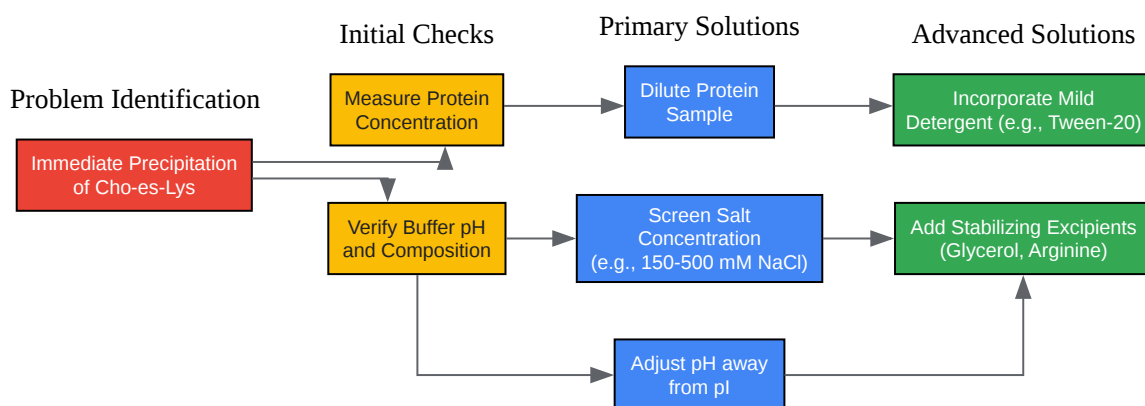 Problem Identification
Immediate Precipitation
of Cho-es-Lys
Initial Checks
Measure Protein
Concentration
Verify Buffer pH
and Composition
Primary Solutions
Dilute Protein
Sample
Screen Salt
Concentration
(e.g., 150-500 mM NaCl)
Adjust pH away
from pI
Advanced Solutions
Incorporate Mild
Detergent (e.g., Tween-20)
Add Stabilizing Excipients
(Glycerol, Arginine)